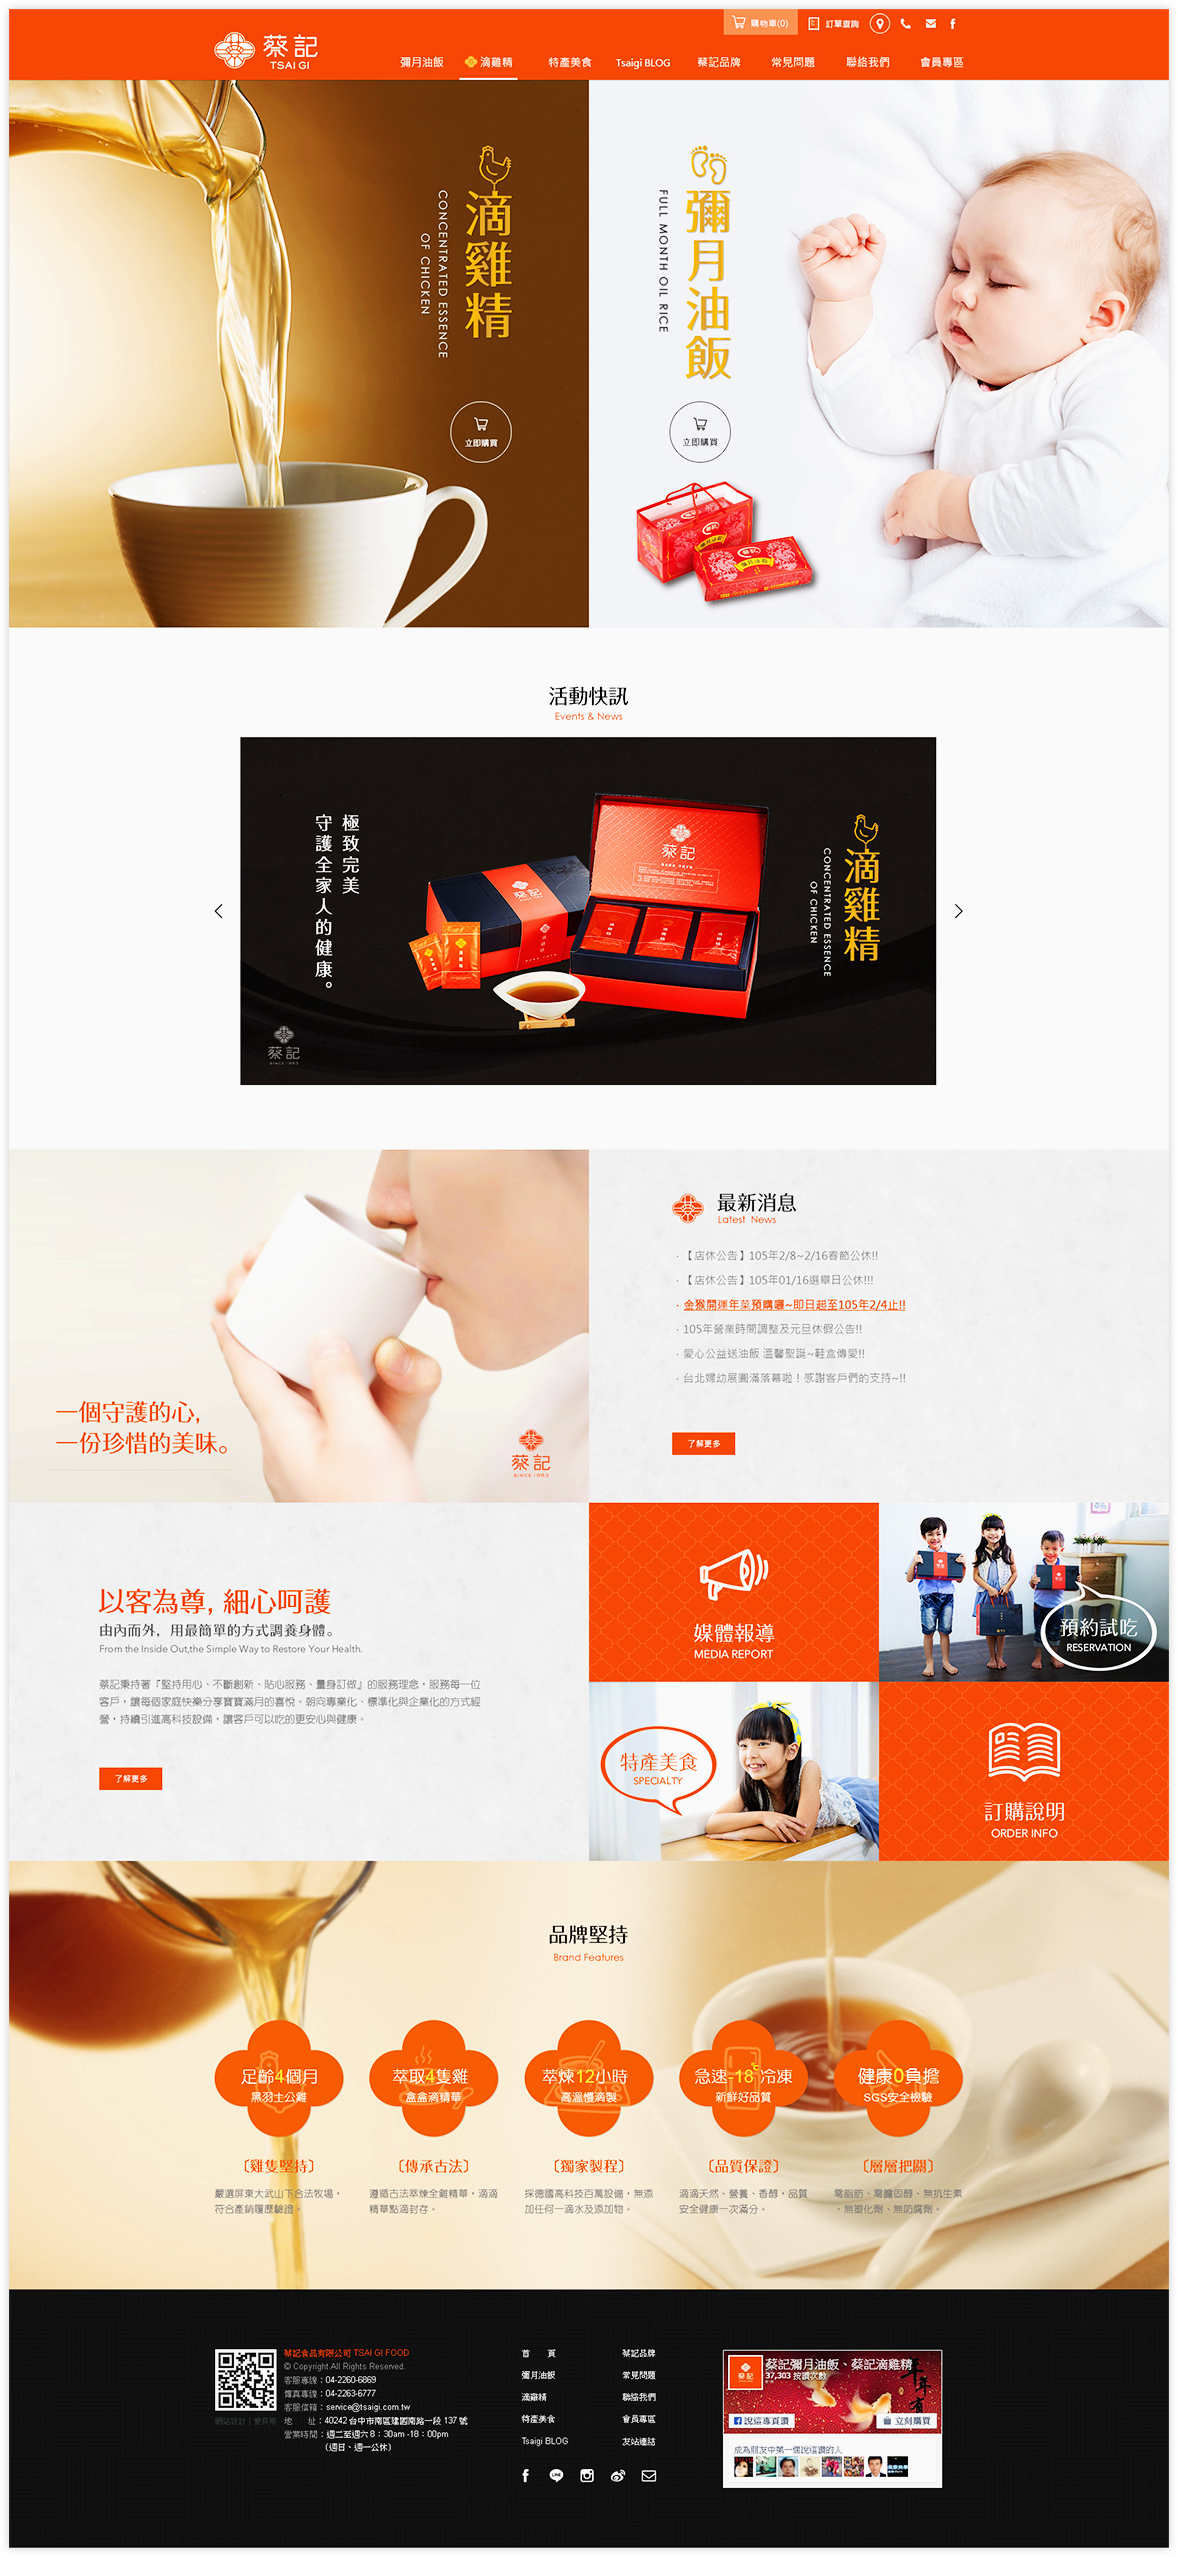 購物車(0)
訂單查詢
蔡記
TSAI GI
彌月油飯
滴雞精
特產美食
Tsaigi BLOG
蔡記品牌
常見問題
聯絡我們
會員專區
滴雞精
CONCENTRATED ESSENCE
OF CHICKEN
立即購買
彌月油飯
FULL MONTH OIL RICE
立即購買
活動快訊
Events & News
極致完美
守護全家人的健康。
蔡記
SINCE 1983
蔡記
蔡記
滴雞精
CONCENTRATED ESSENCE
OF CHICKEN
一個守護的心,
一份珍惜的美味。
蔡記
SINCE 1983
最新消息
Latest News
．【店休公告】105年2/8~2/16春節公休!!
．【店休公告】105年01/16選舉日公休!!!
．金猴開運年菜預購囉~即日起至105年2/4止!!
．105年營業時間調整及元旦休假公告!!
．愛心公益送油飯 溫馨聖誕~鞋盒傳愛!!
．台北婦幼展圓滿落幕啦！感謝客戶們的支持~!!
了解更多
以客為尊, 細心呵護
由內而外，用最簡單的方式調養身體。
From the Inside Out,the Simple Way to Restore Your Health.
蔡記秉持著『堅持用心、不斷創新、貼心服務、量身訂做』的服務理念，服務每一位
客戶，讓每個家庭快樂分享寶寶滿月的喜悅。朝向專業化、標準化與企業化的方式經
營，持續引進高科技設備，讓客戶可以吃的更安心與健康。
了解更多
媒體報導
MEDIA REPORT
預約試吃
RESERVATION
特產美食
SPECIALTY
訂購說明
ORDER INFO
品牌堅持
Brand Features
足齡4個月
黑羽土公雞
萃取4隻雞
盒盒滴精華
萃煉12小時
高溫慢滴製
急速-18℃冷凍
新鮮好品質
健康0負擔
SGS安全檢驗
〔雞隻堅持〕
嚴選屏東大武山下合法牧場，
符合產銷履歷驗證。
〔傳承古法〕
遵循古法萃煉全雞精華，滴滴
精華點滴封存。
〔獨家製程〕
採德國高科技百萬設備，無添
加任何一滴水及添加物。
〔品質保證〕
滴滴天然、營養、香醇，品質
安全健康一次滿分。
〔層層把關〕
零脂肪、零膽固醇、無抗生素
、無塑化劑、無防腐劑。
蔡記食品有限公司 TSAI GI FOOD
© Copyright All Rights Reserved.
客服專線：04-2260-6869
傳真專線：04-2263-6777
客服信箱：service@tsaigi.com.tw
地 址：40242 台中市南區建國南路一段 137 號
營業時間：週二至週六 8：30am -18：00pm
(週日、週一公休)
首 頁
彌月油飯
滴雞精
特產美食
Tsaigi BLOG
蔡記品牌
常見問題
聯絡我們
會員專區
友站連結
蔡記彌月油飯、蔡記滴雞精
37,303 按讚次數
說這專頁讚
立刻購買
成為朋友中第一個說這讚的人